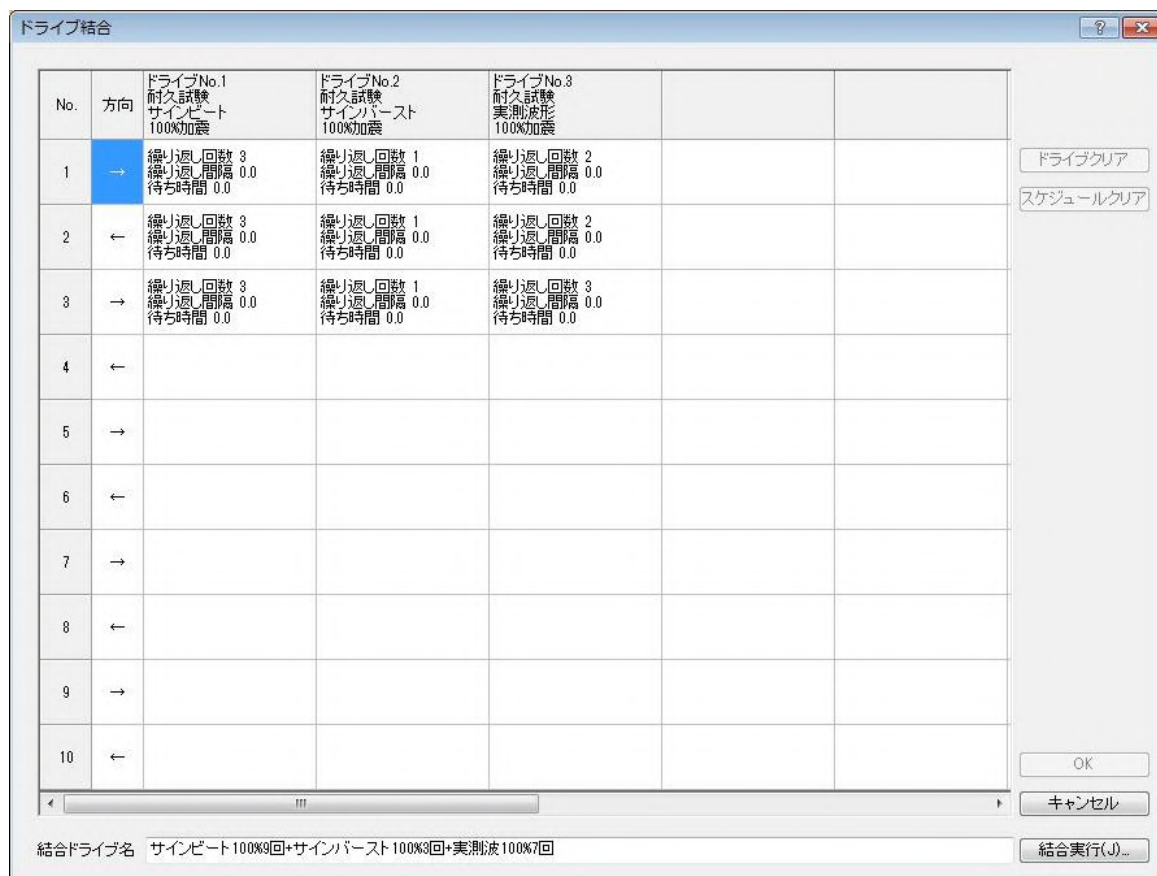 ドライブ結合
No.
方向
ドライブNo.1
耐久試験
サインビート
100%加震
ドライブNo.2
耐久試験
サインバースト
100%加震
ドライブNo.3
耐久試験
実測波形
100%加震
1
→
繰り返し回数 3
繰り返し間隔 0.0
待ち時間 0.0
繰り返し回数 1
繰り返し間隔 0.0
待ち時間 0.0
繰り返し回数 2
繰り返し間隔 0.0
待ち時間 0.0
2
←
繰り返し回数 3
繰り返し間隔 0.0
待ち時間 0.0
繰り返し回数 1
繰り返し間隔 0.0
待ち時間 0.0
繰り返し回数 2
繰り返し間隔 0.0
待ち時間 0.0
3
→
繰り返し回数 3
繰り返し間隔 0.0
待ち時間 0.0
繰り返し回数 1
繰り返し間隔 0.0
待ち時間 0.0
繰り返し回数 3
繰り返し間隔 0.0
待ち時間 0.0
4
←
5
→
6
←
7
→
8
←
9
→
10
←
ドライブクリア
スケジュールクリア
OK
キャンセル
結合ドライブ名 サインビート100%9回+サインバースト100%3回+実測波100%7回
結合実行(J)...